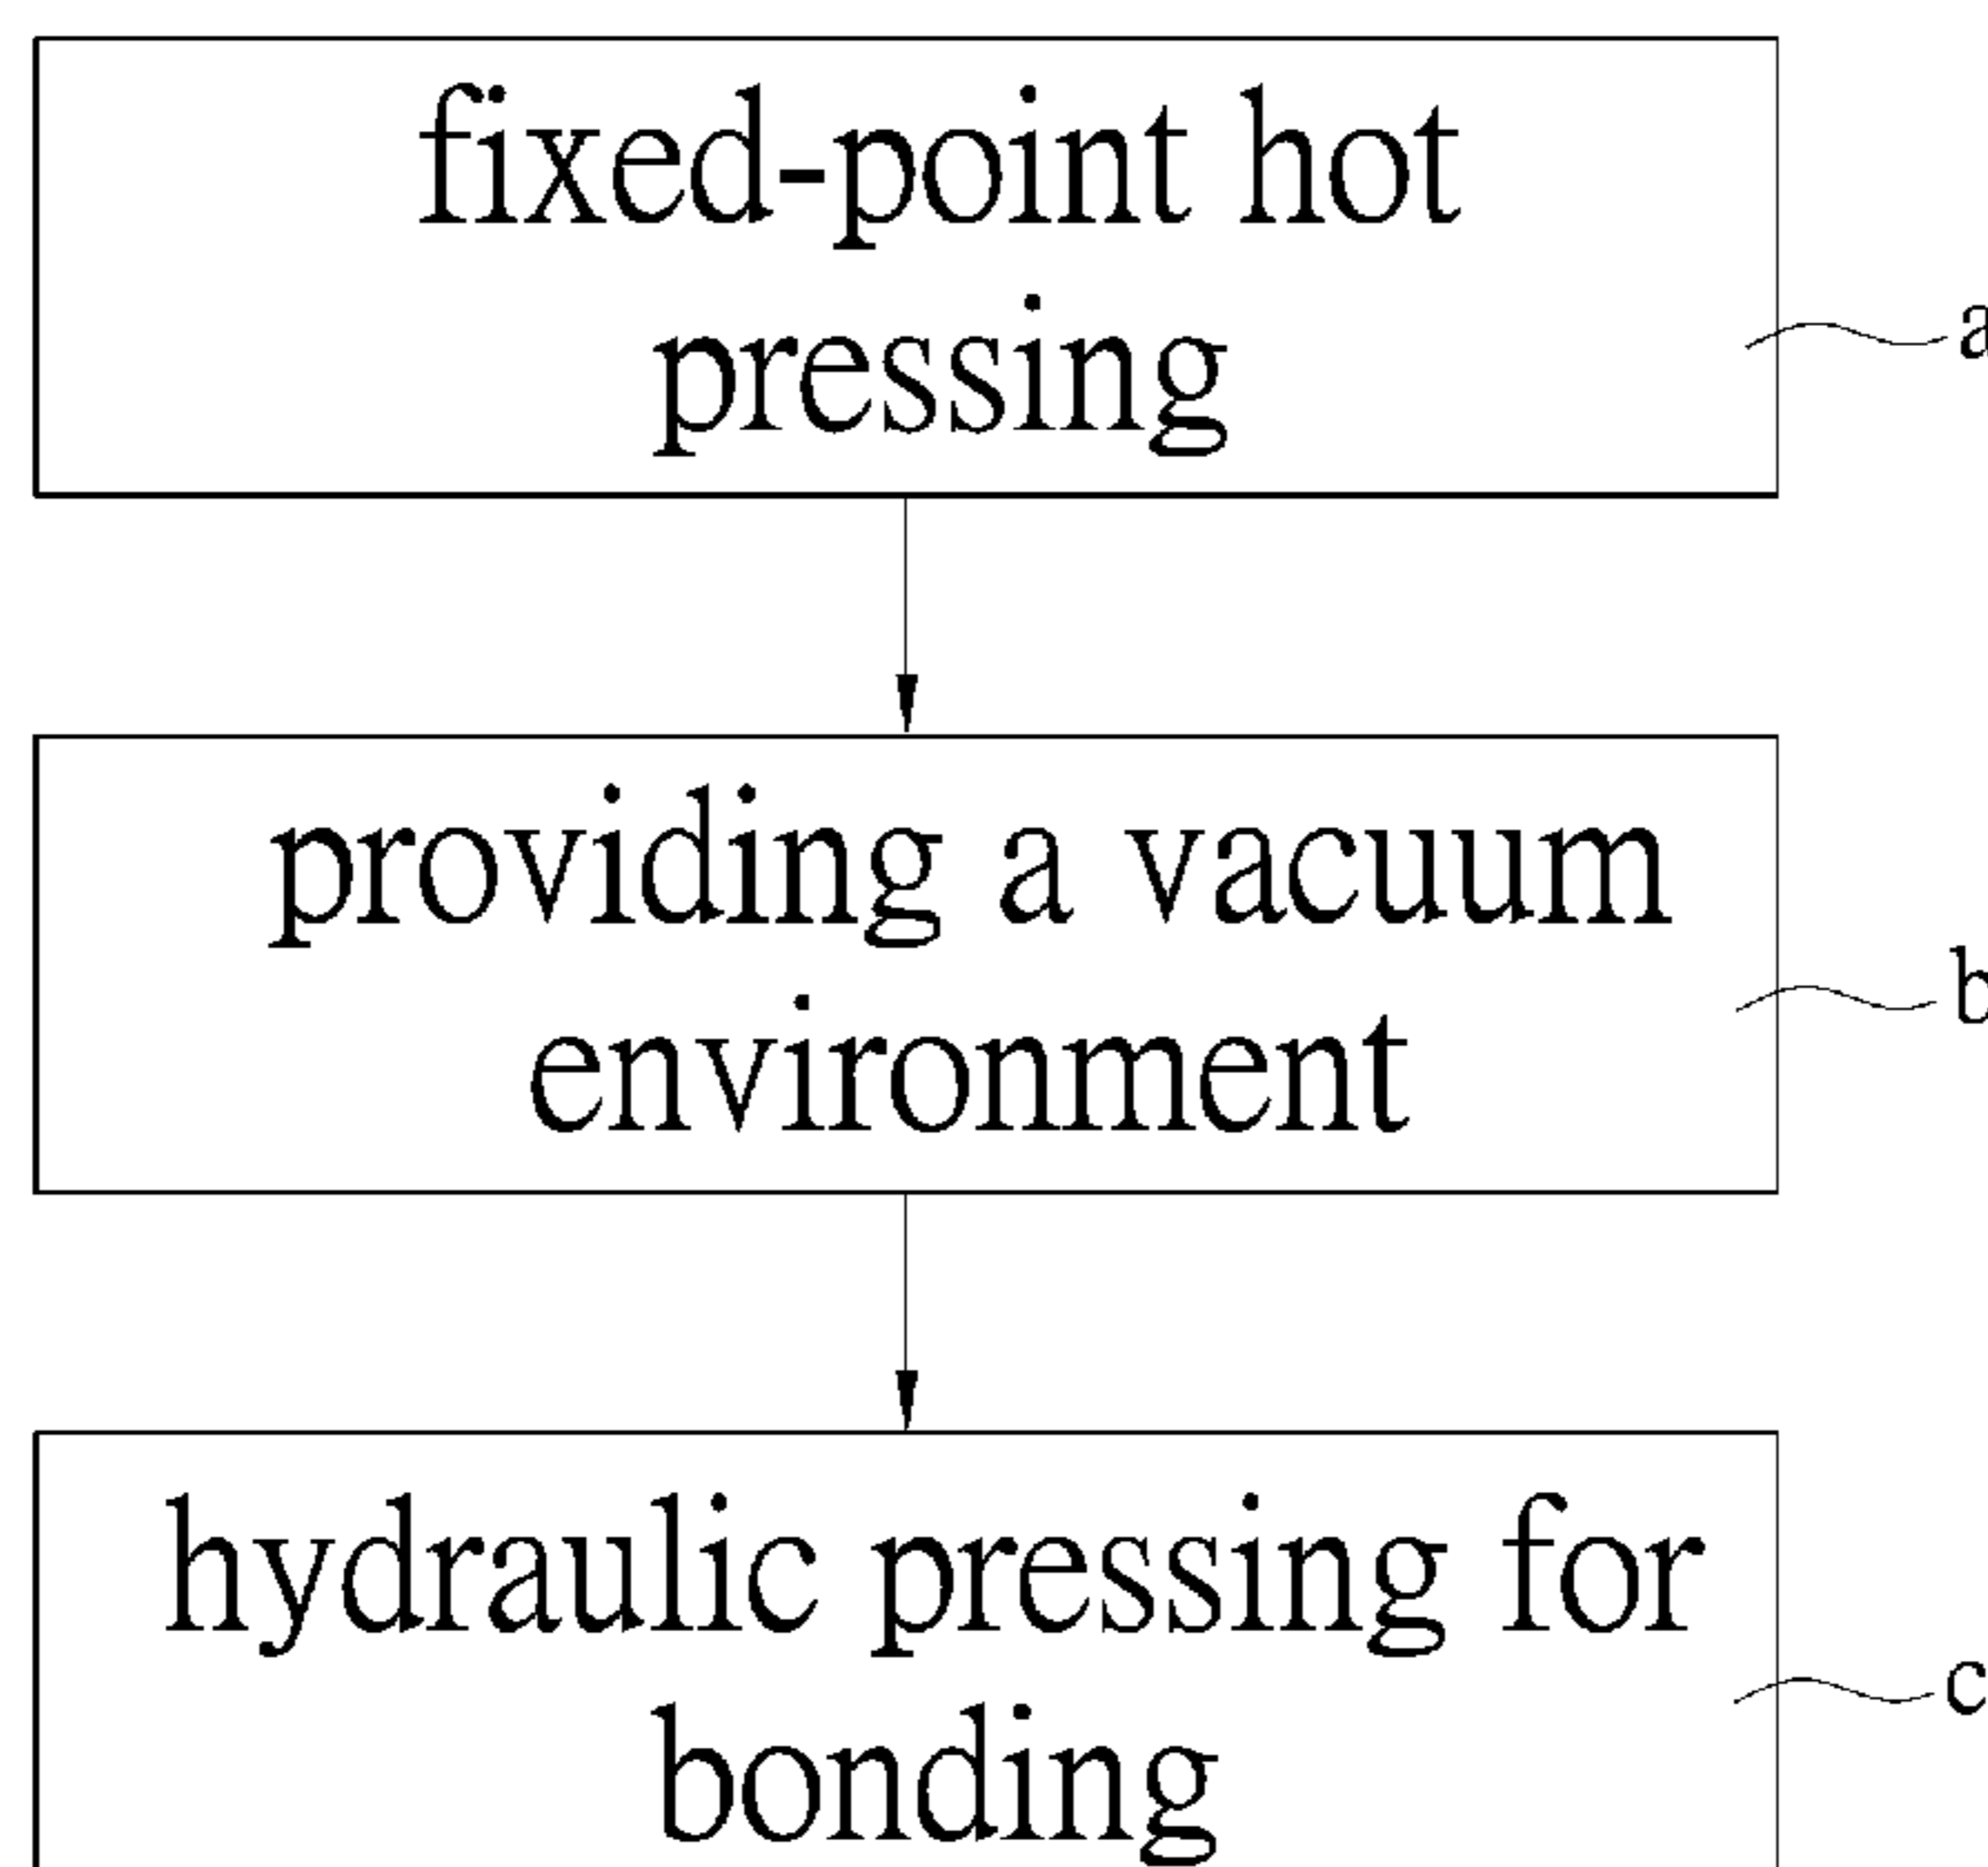 fixed-point hot
pressing
a
providing a vacuum
environment
b
hydraulic pressing for
bonding
c